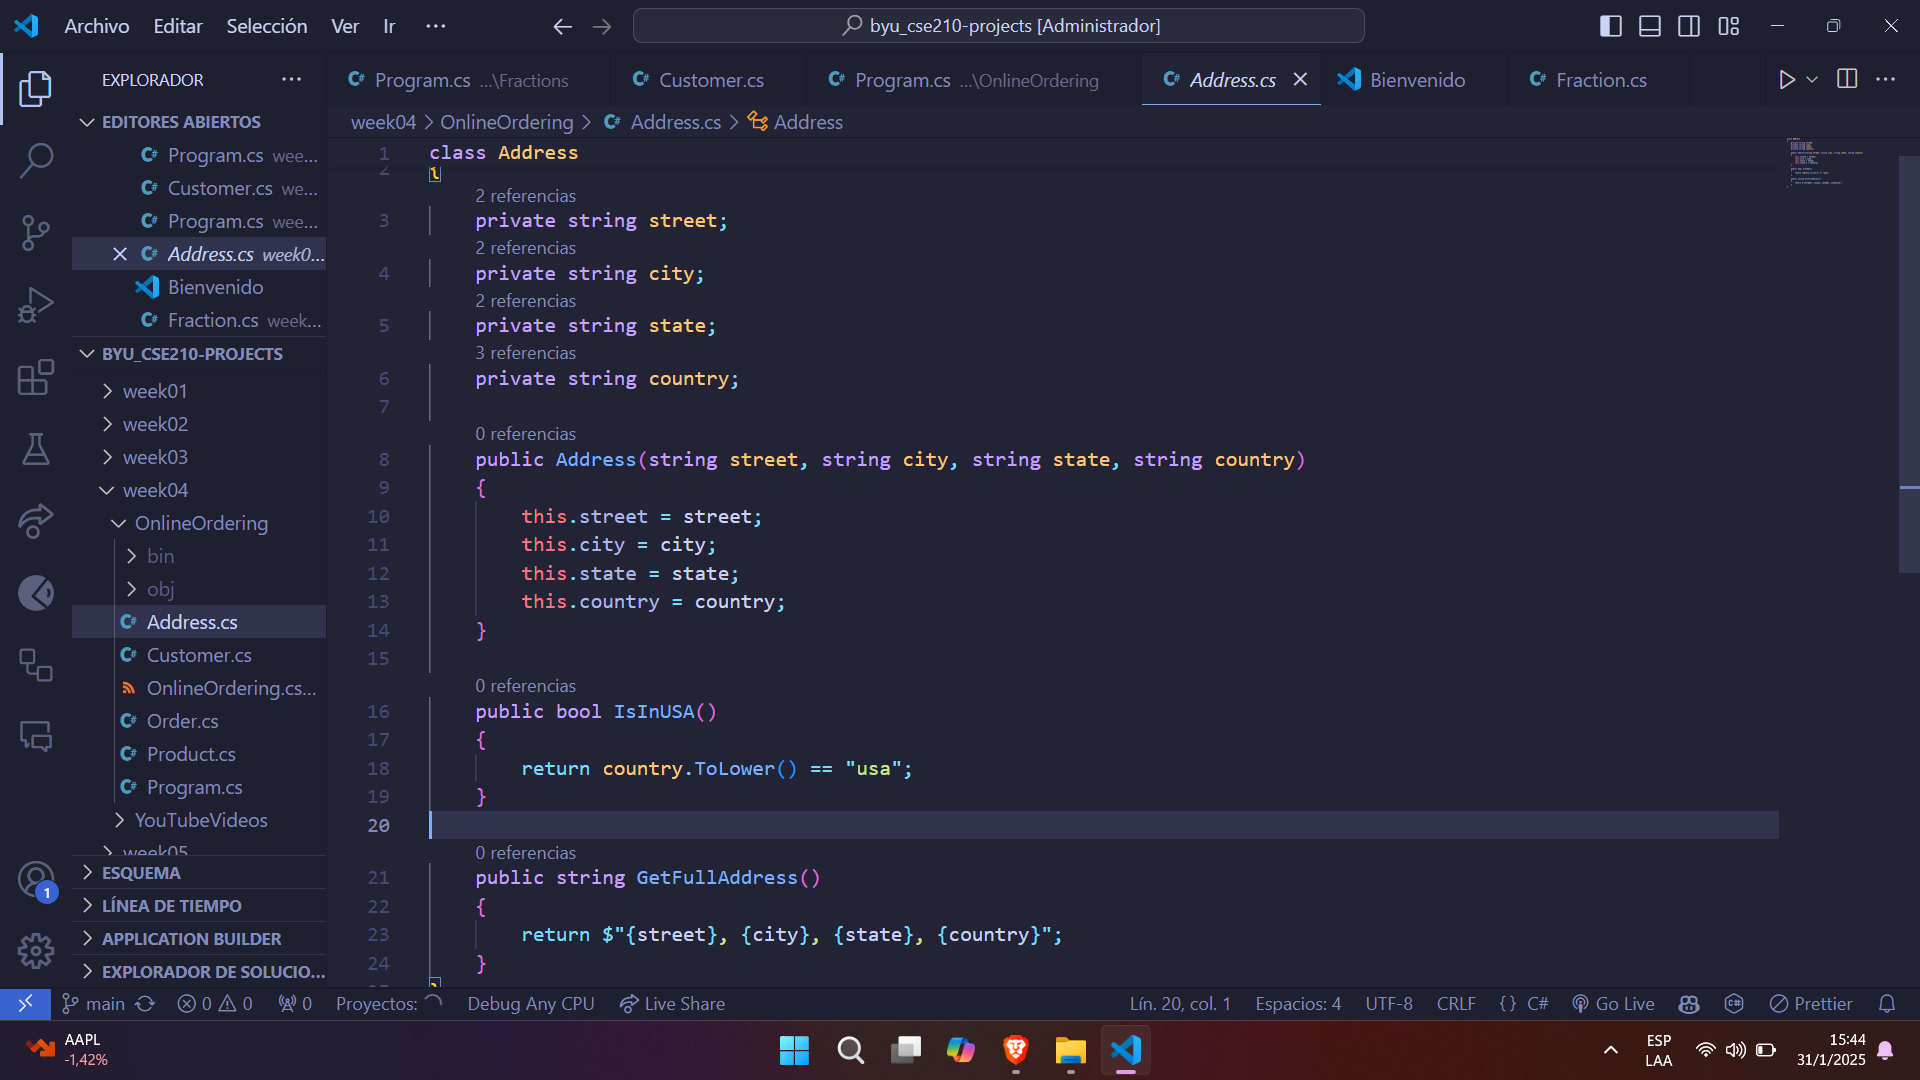 Archivo Editar Selección Ver Ir ···
byu_cse210-projects [Administrador]
EXPLORADOR ···
EDITORES ABIERTOS
Program.cs wee...
Customer.cs we...
Program.cs wee...
Address.cs week0...
Bienvenido
Fraction.cs week...
BYU_CSE210-PROJECTS
week01
week02
week03
week04
OnlineOrdering
bin
obj
Address.cs
Customer.cs
OnlineOrdering.cs...
Order.cs
Product.cs
Program.cs
YouTubeVideos
week05
ESQUEMA
LÍNEA DE TIEMPO
APPLICATION BUILDER
EXPLORADOR DE SOLUCIO...
1
Program.cs ...\Fractions Customer.cs Program.cs ...\OnlineOrdering Address.cs Bienvenido Fraction.cs ···
week04 > OnlineOrdering > Address.cs > Address
1 class Address
2 {
2 referencias
3 private string street;
2 referencias
4 private string city;
2 referencias
5 private string state;
3 referencias
6 private string country;
7
0 referencias
8 public Address(string street, string city, string state, string country)
9 {
10 this.street = street;
11 this.city = city;
12 this.state = state;
13 this.country = country;
14 }
15
0 referencias
16 public bool IsInUSA()
17 {
18 return country.ToLower() == "usa";
19 }
20
0 referencias
21 public string GetFullAddress()
22 {
23 return $"{street}, {city}, {state}, {country}";
24 }
main 0 0 0 Proyectos: Debug Any CPU Live Share Lín. 20, col. 1 Espacios: 4 UTF-8 CRLF {} C# Go Live Prettier
AAPL
-1,42%
ESP
LAA
15:44
31/1/2025